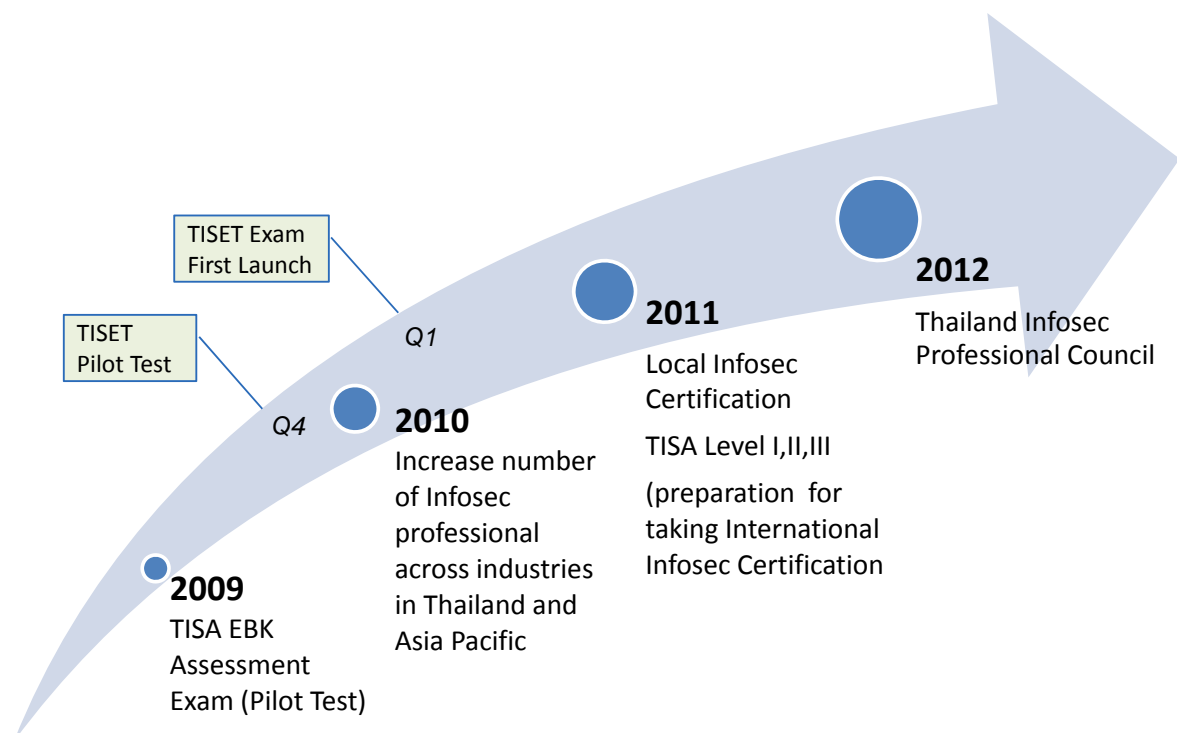 TISET Exam
First Launch
TISET
Pilot Test
Q1
Q4
2009
TISA EBK
Assessment
Exam (Pilot Test)
2010
Increase number
of Infosec
professional
across industries
in Thailand and
Asia Pacific
2011
Local Infosec
Certification
TISA Level I,II,III
(preparation for
taking International
Infosec Certification
2012
Thailand Infosec
Professional Council